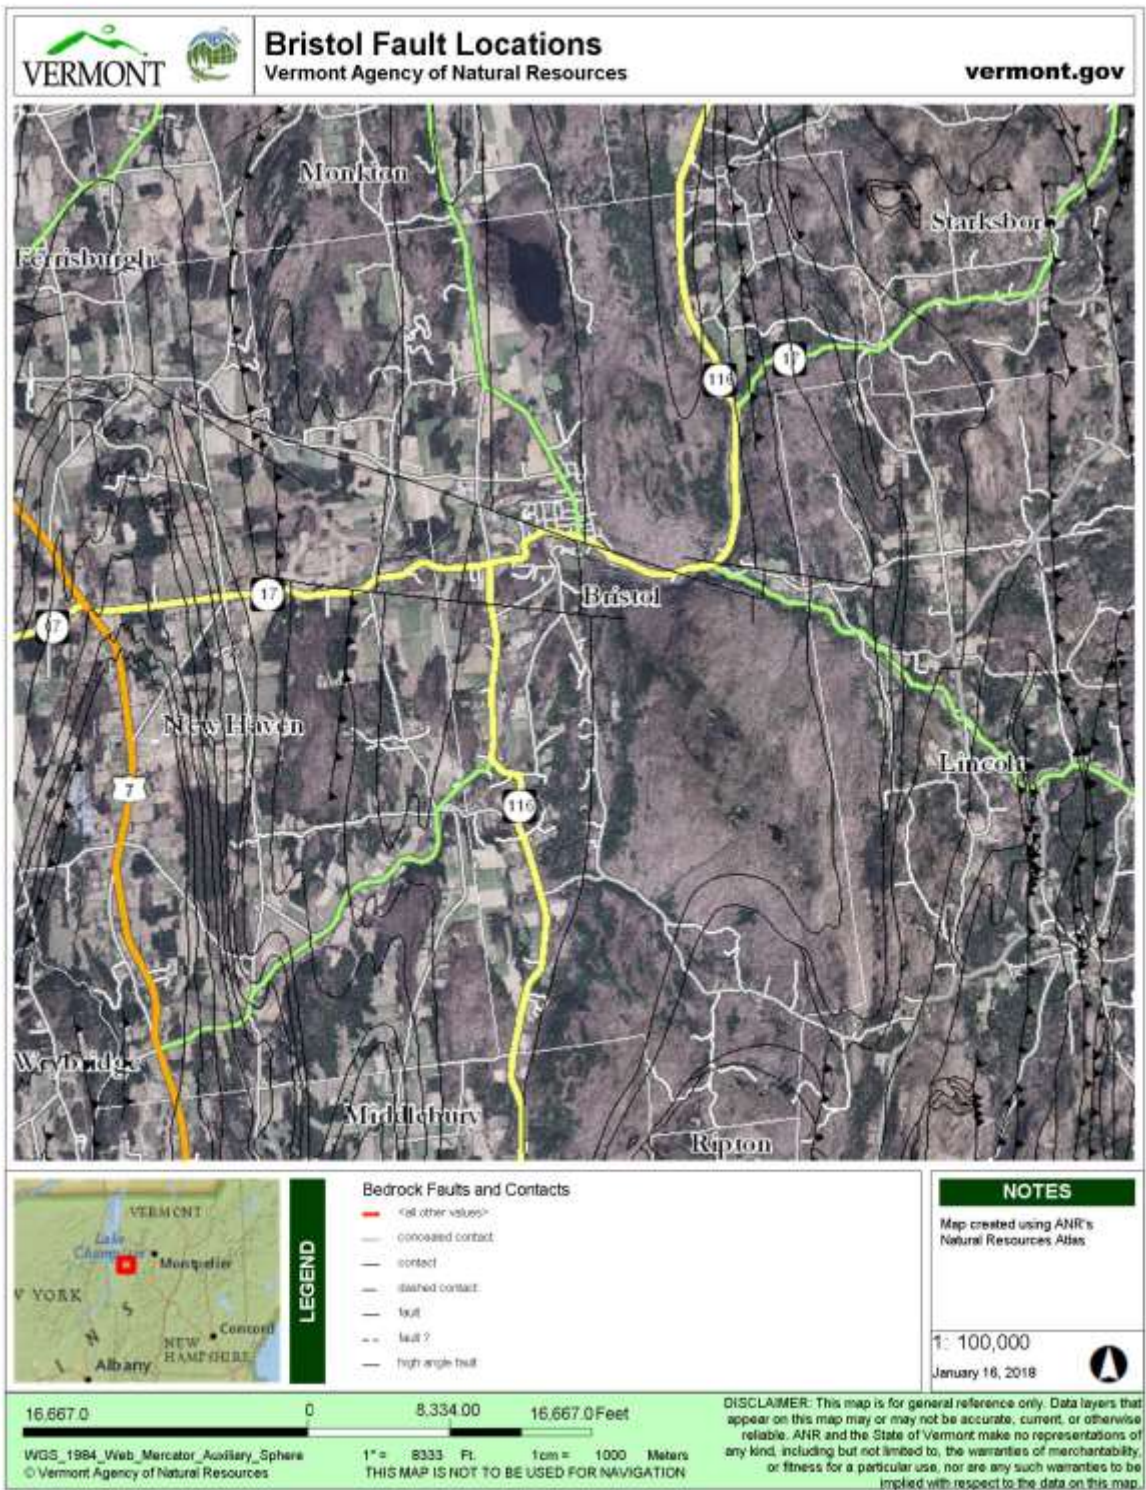 VERMONT
Bristol Fault Locations
Vermont Agency of Natural Resources
vermont.gov
Monkton
Starksboro
Ferrisburgh
17
116
17
17
Bristol
New Haven
Lincoln
7
116
Weybridge
Middlebury
Ripton
VERMONT
Lake
Champlain
Montpelier
W YORK
S
N
I
Concord
NEW
HAMPSHIRE
Albany
LEGEND
Bedrock Faults and Contacts
<all other values>
concealed contact
contact
dashed contact
fault
fault ?
high angle fault
NOTES
Map created using ANR's
Natural Resources Atlas
1: 100,000
January 16, 2018
16,667.0 0 8,334.00 16,667.0 Feet
WGS_1984_Web_Mercator_Auxiliary_Sphere
© Vermont Agency of Natural Resources
1" = 8333 Ft. 1cm = 1000 Meters
THIS MAP IS NOT TO BE USED FOR NAVIGATION
DISCLAIMER: This map is for general reference only. Data layers that
appear on this map may or may not be accurate, current, or otherwise
reliable. ANR and the State of Vermont make no representations of
any kind, including but not limited to, the warranties of merchantability,
or fitness for a particular use, nor are any such warranties to be
implied with respect to the data on this map.